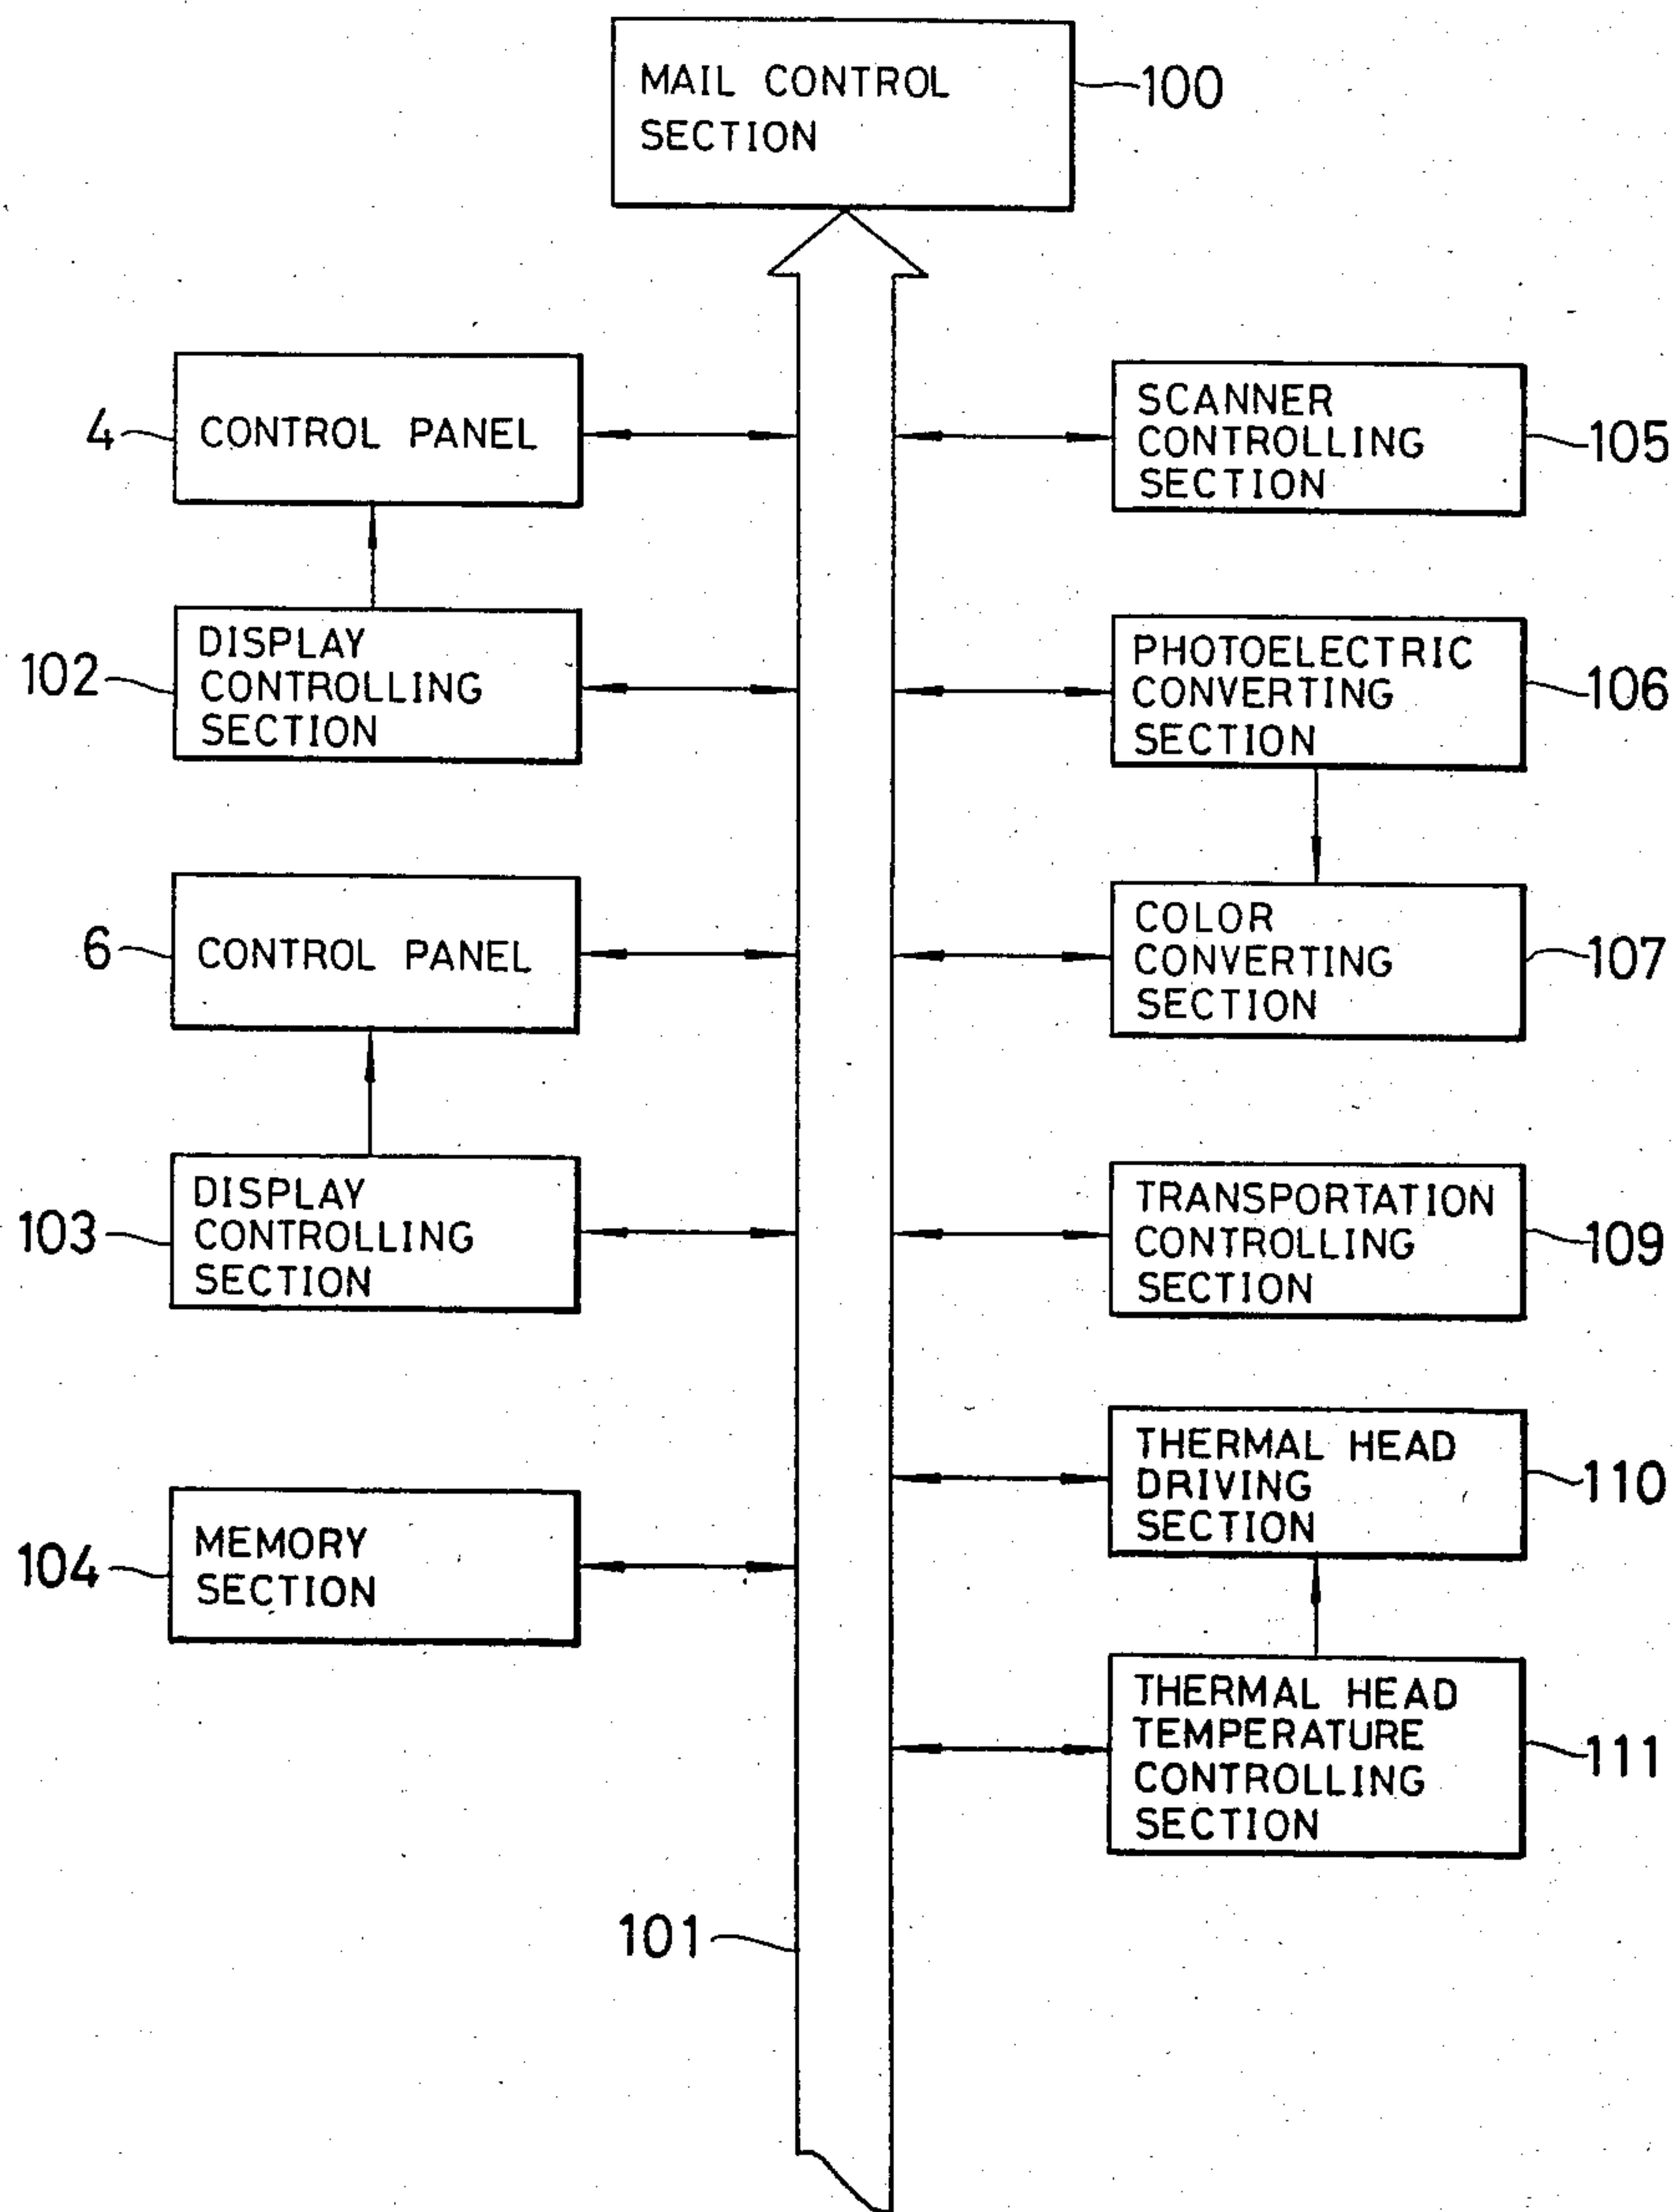 MAIL CONTROL
SECTION
100
4
CONTROL PANEL
102
DISPLAY
CONTROLLING
SECTION
6
CONTROL PANEL
103
DISPLAY
CONTROLLING
SECTION
104
MEMORY
SECTION
101
SCANNER
CONTROLLING
SECTION
105
PHOTOELECTRIC
CONVERTING
SECTION
106
COLOR
CONVERTING
SECTION
107
TRANSPORTATION
CONTROLLING
SECTION
109
THERMAL HEAD
DRIVING
SECTION
110
THERMAL HEAD
TEMPERATURE
CONTROLLING
SECTION
111